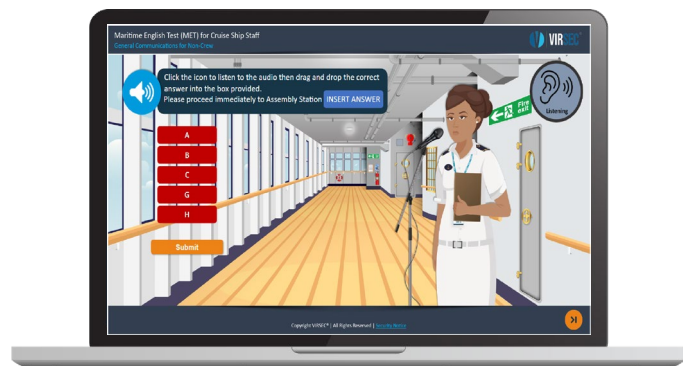 Maritime English Test (MET) for Cruise Ship Staff
General Communications for Non-Crew
VIRSEC
Click the icon to listen to the audio then drag and drop the correct
answer into the box provided.
Please proceed immediately to Assembly Station INSERT ANSWER
Listening
Fire
exit
A
B
C
G
H
Submit
Copyright VIRSEC® | All Rights Reserved | Security Notice